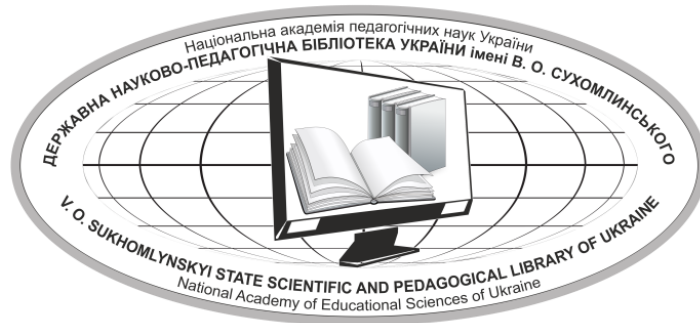 Національна академія педагогічних наук України
ДЕРЖАВНА НАУКОВО-ПЕДАГОГІЧНА БІБЛІОТЕКА УКРАЇНИ імені В. О. СУХОМЛИНСЬКОГО
V. O. SUKHOMLYNSKYI STATE SCIENTIFIC AND PEDAGOGICAL LIBRARY OF UKRAINE
National Academy of Educational Sciences of Ukraine